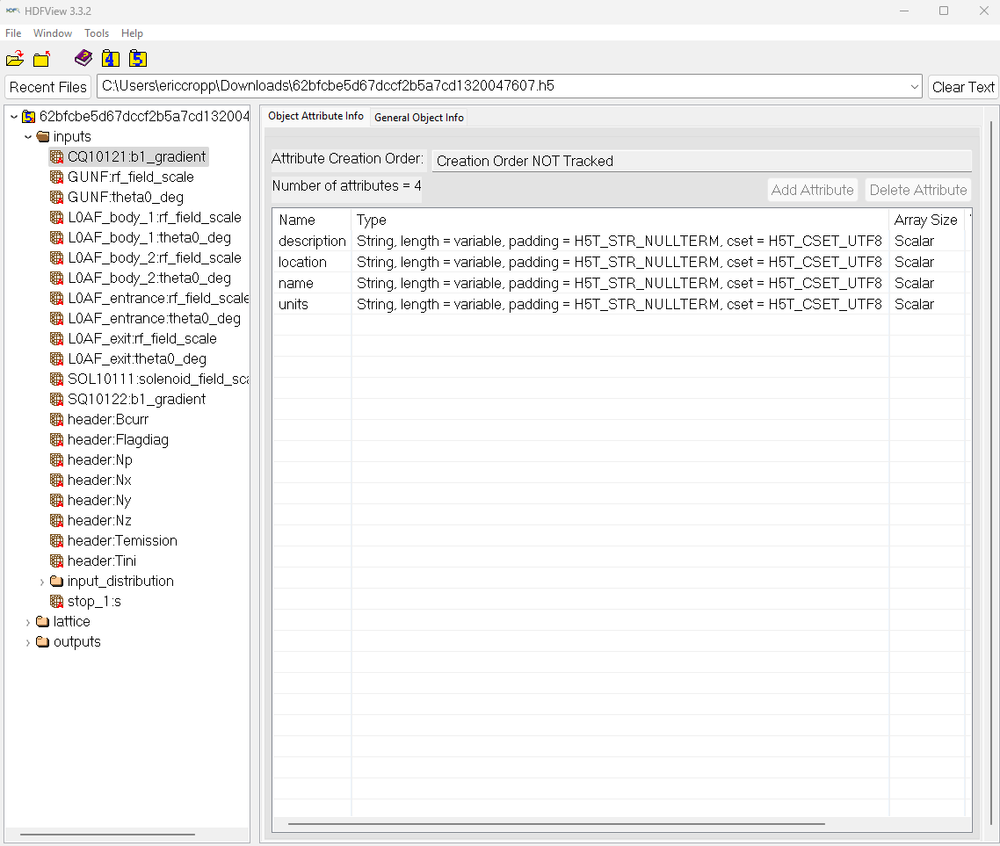 HDFView 3.3.2
File Window Tools Help
4 5
Recent Files C:\Users\ericcropp\Downloads\62bfcbe5d67dccf2b5a7cd1320047607.h5 Clear Text
62bfcbe5d67dccf2b5a7cd132004
inputs
CQ10121:b1_gradient
GUNF:rf_field_scale
GUNF:theta0_deg
L0AF_body_1:rf_field_scale
L0AF_body_1:theta0_deg
L0AF_body_2:rf_field_scale
L0AF_body_2:theta0_deg
L0AF_entrance:rf_field_scale
L0AF_entrance:theta0_deg
L0AF_exit:rf_field_scale
L0AF_exit:theta0_deg
SOL10111:solenoid_field_sca
SQ10122:b1_gradient
header:Bcurr
header:Flagdiag
header:Np
header:Nx
header:Ny
header:Nz
header:Temission
header:Tini
input_distribution
stop_1:s
lattice
outputs
Object Attribute Info General Object Info
Attribute Creation Order: Creation Order NOT Tracked
Number of attributes = 4 Add Attribute Delete Attribute
Name Type Array Size
description String, length = variable, padding = H5T_STR_NULLTERM, cset = H5T_CSET_UTF8 Scalar
location String, length = variable, padding = H5T_STR_NULLTERM, cset = H5T_CSET_UTF8 Scalar
name String, length = variable, padding = H5T_STR_NULLTERM, cset = H5T_CSET_UTF8 Scalar
units String, length = variable, padding = H5T_STR_NULLTERM, cset = H5T_CSET_UTF8 Scalar